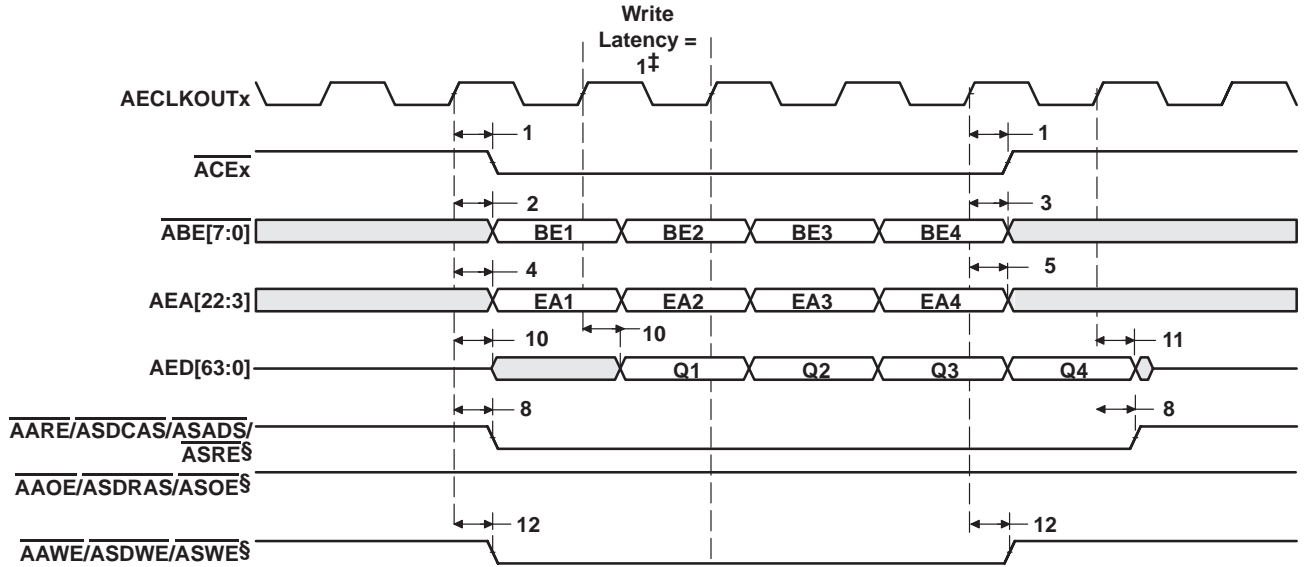 Write
Latency =
1‡
AECLKOUTx
1 1
ACEx
2 3
ABE[7:0] BE1 BE2 BE3 BE4
4 5
AEA[22:3] EA1 EA2 EA3 EA4
10 10 11
AED[63:0] Q1 Q2 Q3 Q4
8 8
AARE/ASDCAS/ASADS/
ASRE§
AAOE/ASDRAS/ASOE§
12 12
AAWE/ASDWE/ASWE§